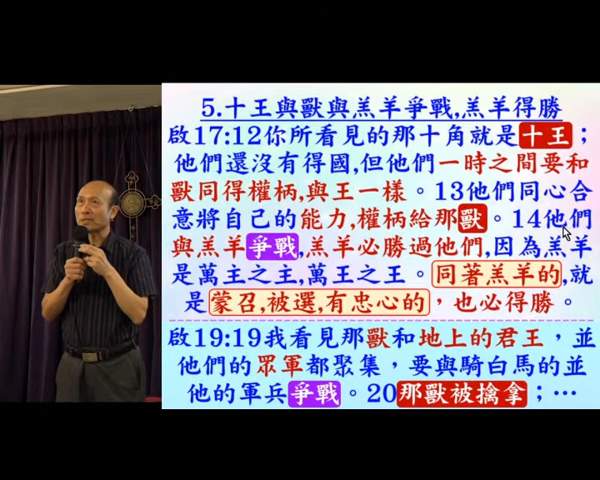 5.十王與獸與羔羊爭戰,羔羊得勝
啟17:12你所看見的那十角就是十王；
他們還沒有得國,但他們一時之間要和
獸同得權柄,與王一樣。13他們同心合
意將自己的能力,權柄給那獸。14他們
與羔羊爭戰,羔羊必勝過他們,因為羔羊
是萬主之主,萬王之王。同著羔羊的,就
是蒙召,被選,有忠心的，也必得勝。
啟19:19我看見那獸和地上的君王，並
他們的眾軍都聚集，要與騎白馬的並
他的軍兵爭戰。20那獸被擒拿；…